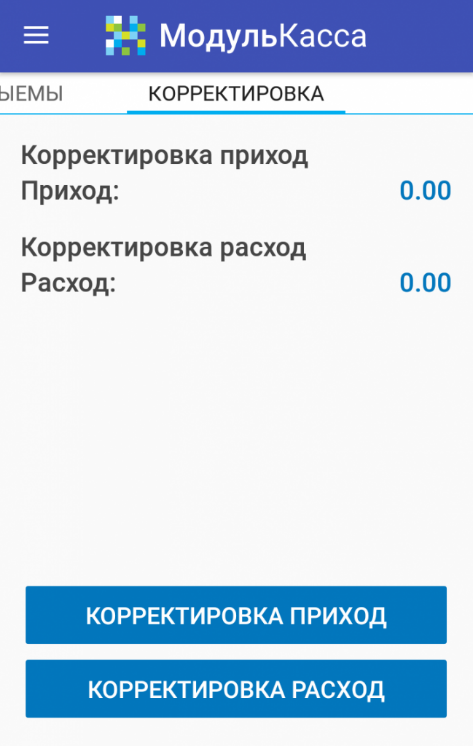 МодульКасса
ЫЕМЫ КОРРЕКТИРОВКА
Корректировка приход
Приход: 0.00
Корректировка расход
Расход: 0.00
КОРРЕКТИРОВКА ПРИХОД
КОРРЕКТИРОВКА РАСХОД